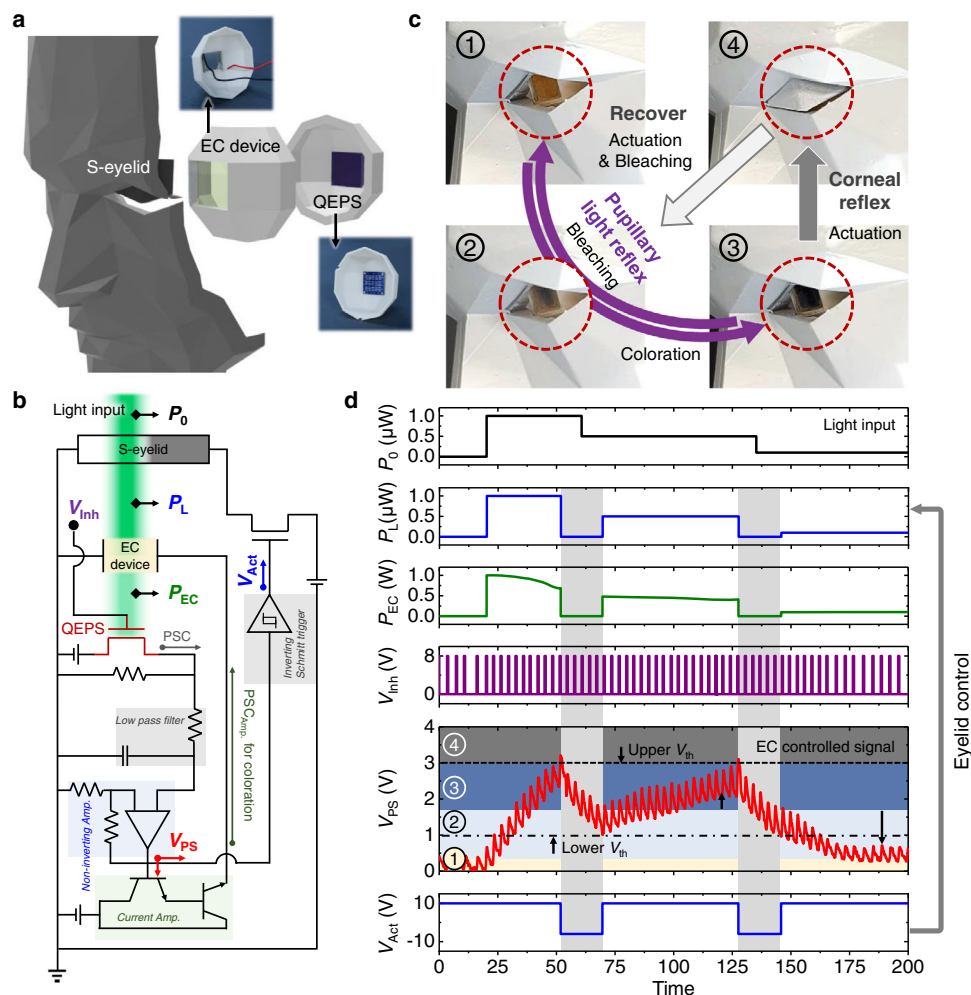 a
S-eyelid
EC device
QEPS
c
1
4
Recover
Actuation
& Bleaching
Pupillary
light reflex
Bleaching
Corneal
reflex
Actuation
2
3
Coloration
b
Light input
P0
S-eyelid
VInh
PL
EC
device
VAct
PEC
QEPS
PSC
Inverting
Schmitt trigger
Low pass filter
PSCAmp. for coloration
Non-inverting Amp.
VPS
Current Amp.
d
P0 (µW)
1.0
0.5
0.0
Light input
PL(µW)
1.0
0.5
0.0
PEC (W)
1.0
0.5
0.0
VInh (V)
8
0
VPS (V)
4
3
2
1
0
4
3
2
1
Upper Vth
EC controlled signal
Lower Vth
VAct (V)
10
-10
0 25 50 75 100 125 150 175 200
Time
Eyelid control